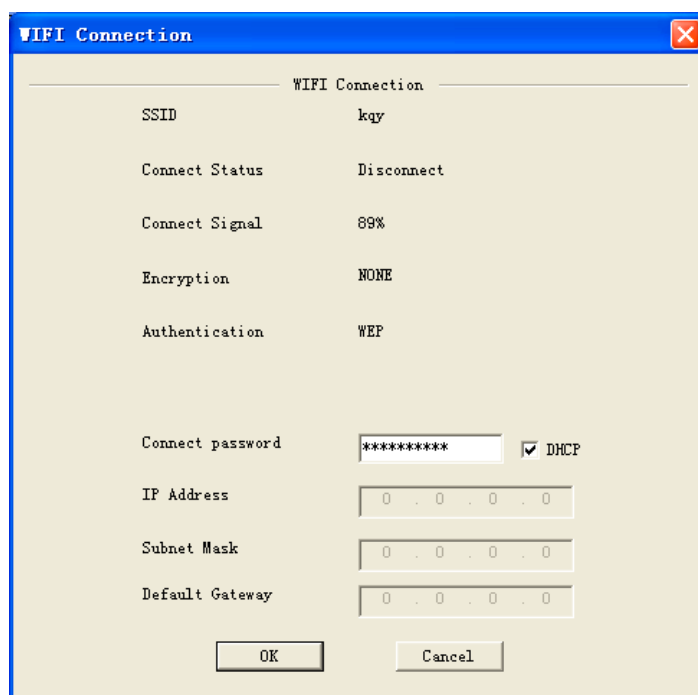 WIFI Connection
WIFI Connection
SSID kqy
Connect Status Disconnect
Connect Signal 89%
Encryption NONE
Authentication WEP
Connect password ********** DHCP
IP Address 0 . 0 . 0 . 0
Subnet Mask 0 . 0 . 0 . 0
Default Gateway 0 . 0 . 0 . 0
OK Cancel